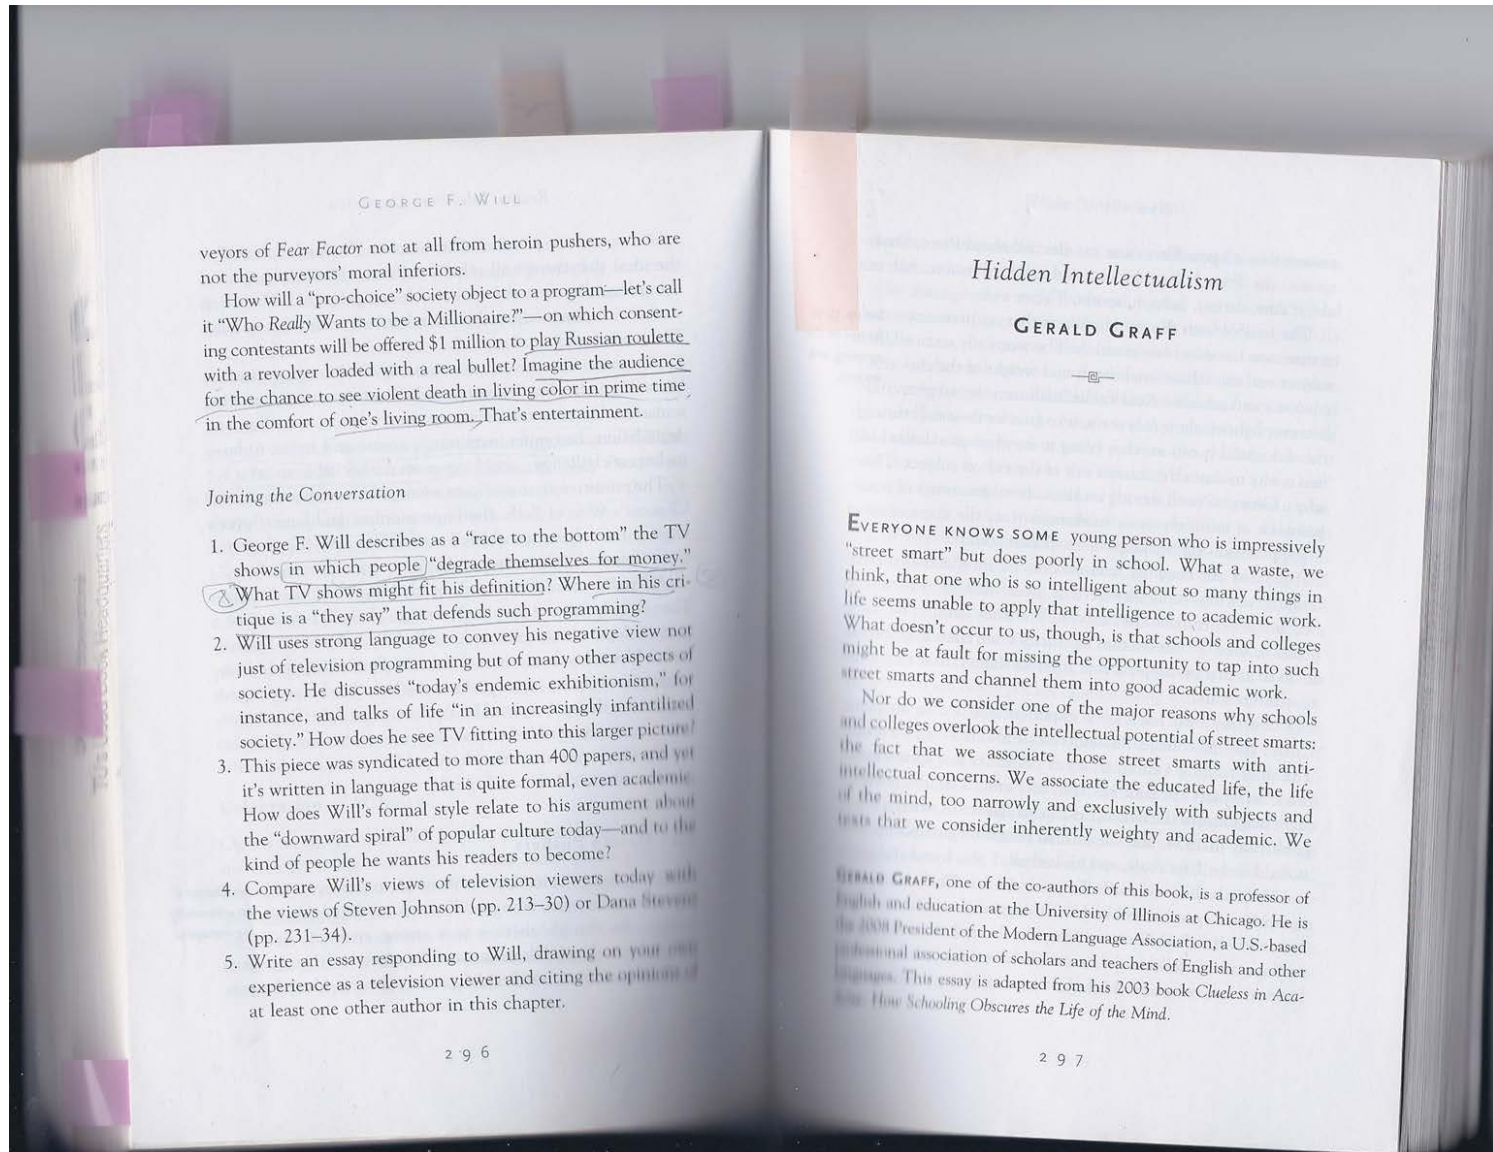 GEORGE F. WILL
veyors of Fear Factor not at all from heroin pushers, who are
not the purveyors' moral inferiors.
How will a "pro-choice" society object to a program—let's call
it "Who Really Wants to be a Millionaire?"—on which consent-
ing contestants will be offered $1 million to play Russian roulette
with a revolver loaded with a real bullet? Imagine the audience
for the chance to see violent death in living color in prime time
in the comfort of one's living room. That's entertainment.
Joining the Conversation
1. George F. Will describes as a "race to the bottom" the TV
shows in which people "degrade themselves for money."
What TV shows might fit his definition? Where in his cri-
tique is a "they say" that defends such programming?
2. Will uses strong language to convey his negative view not
just of television programming but of many other aspects of
society. He discusses "today's endemic exhibitionism," for
instance, and talks of life "in an increasingly infantilized
society." How does he see TV fitting into this larger picture?
3. This piece was syndicated to more than 400 papers, and yet
it's written in language that is quite formal, even academic.
How does Will's formal style relate to his argument about
the "downward spiral" of popular culture today—and to the
kind of people he wants his readers to become?
4. Compare Will's views of television viewers today with
the views of Steven Johnson (pp. 213–30) or Dana Stevens
(pp. 231–34).
5. Write an essay responding to Will, drawing on your own
experience as a television viewer and citing the opinions of
at least one other author in this chapter.
296
Hidden Intellectualism
GERALD GRAFF
EVERYONE KNOWS SOME young person who is impressively
"street smart" but does poorly in school. What a waste, we
think, that one who is so intelligent about so many things in
life seems unable to apply that intelligence to academic work.
What doesn't occur to us, though, is that schools and colleges
might be at fault for missing the opportunity to tap into such
street smarts and channel them into good academic work.
Nor do we consider one of the major reasons why schools
and colleges overlook the intellectual potential of street smarts:
the fact that we associate those street smarts with anti-
intellectual concerns. We associate the educated life, the life
of the mind, too narrowly and exclusively with subjects and
texts that we consider inherently weighty and academic. We
GERALD GRAFF, one of the co-authors of this book, is a professor of
English and education at the University of Illinois at Chicago. He is
the 2008 President of the Modern Language Association, a U.S.-based
professional association of scholars and teachers of English and other
languages. This essay is adapted from his 2003 book Clueless in Aca-
How Schooling Obscures the Life of the Mind.
297